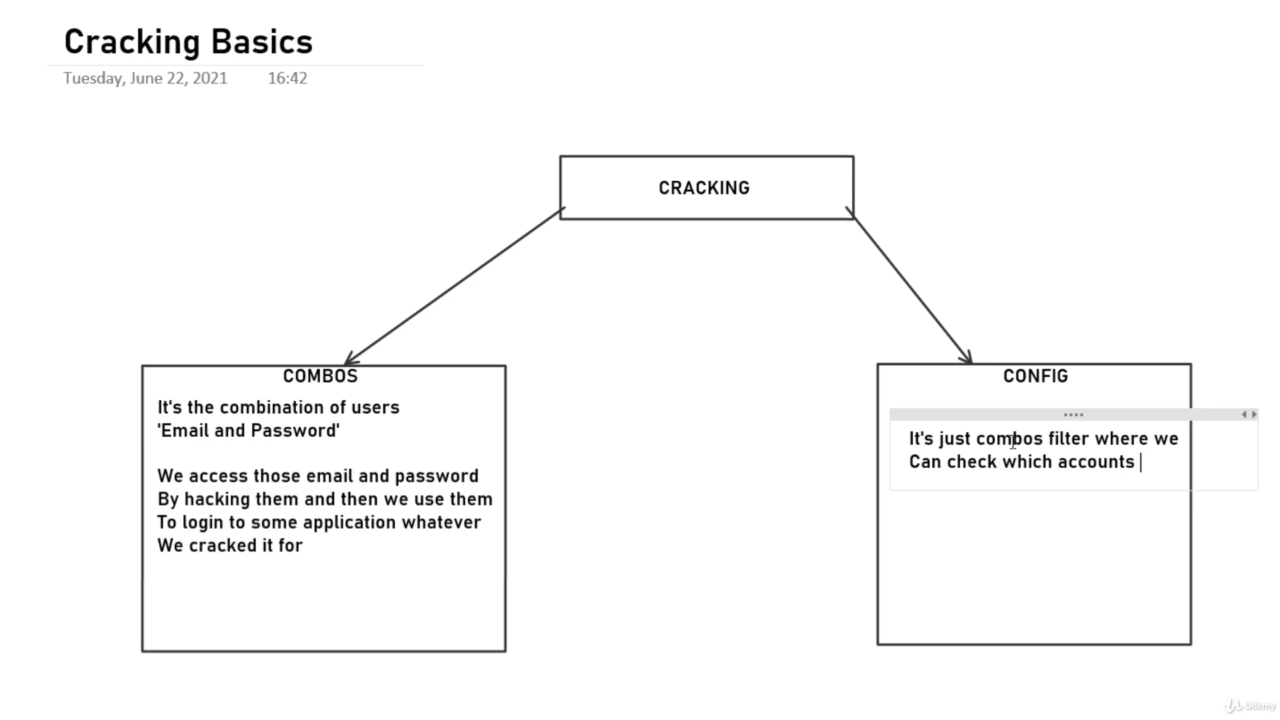 Cracking Basics
Tuesday, June 22, 2021 16:42
CRACKING
COMBOS
It's the combination of users
'Email and Password'
We access those email and password
By hacking them and then we use them
To login to some application whatever
We cracked it for
CONFIG
It's just combos filter where we
Can check which accounts
Udemy